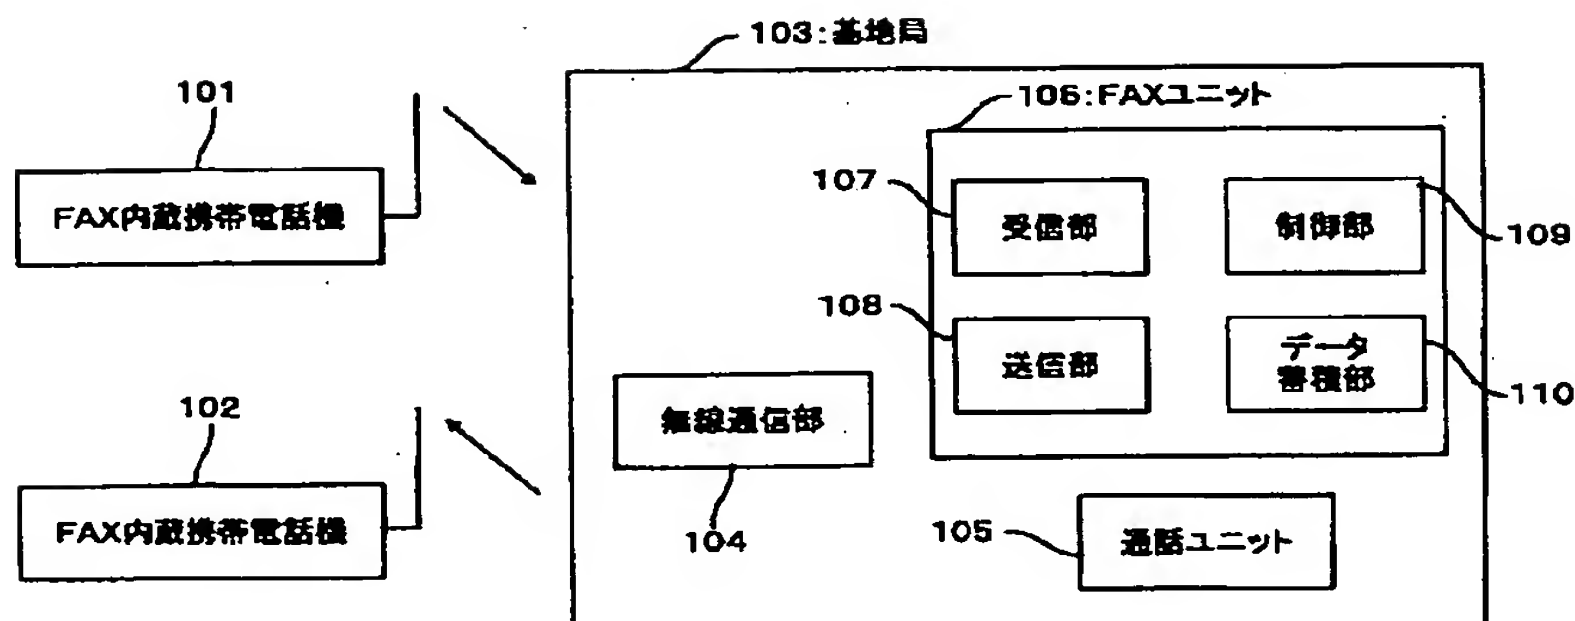 103:基地局
101
106:FAXユニット
FAX内蔵携帯電話機
107
受信部
制御部
109
108
送信部
データ
蓄積部
110
102
無線通信部
FAX内蔵携帯電話機
104
105
通話ユニット